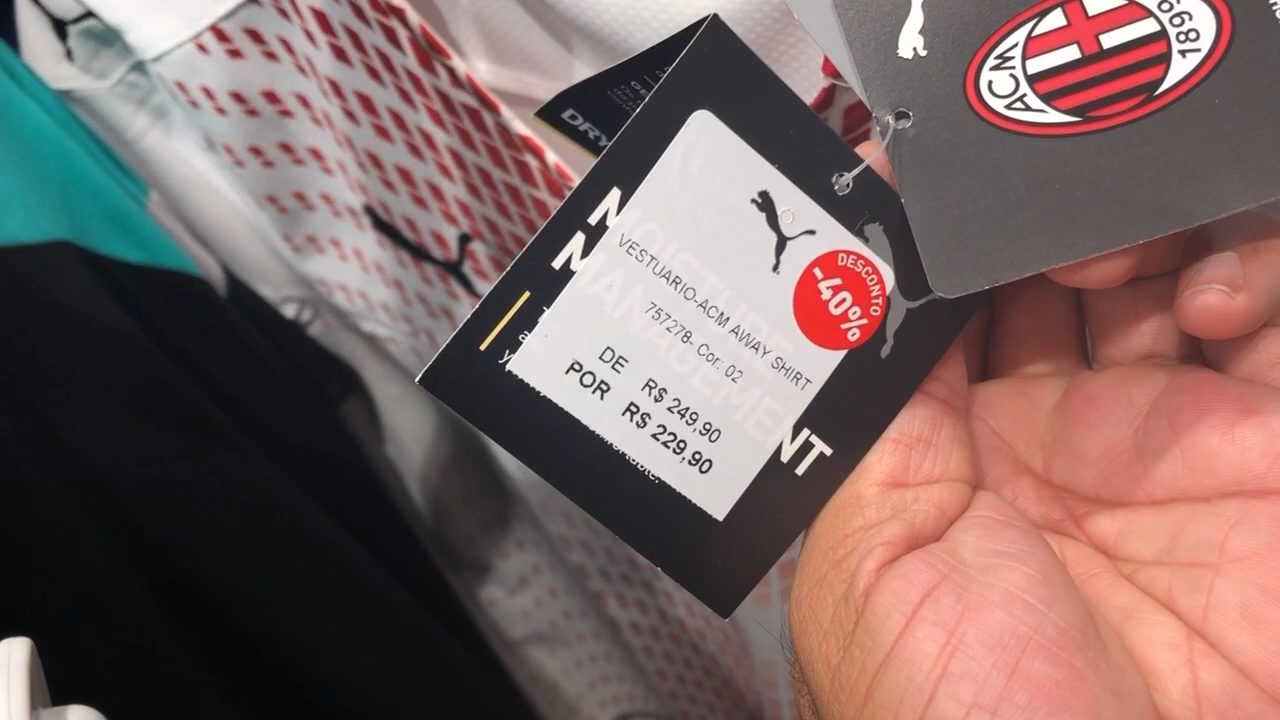 ACM
1899
DRY
VESTUARIO-ACM AWAY SHIRT
757278- Cor: 02
DE R$ 249,90
POR R$ 229,90
DESCONTO
-40%
MOISTURE
MANAGEMENT